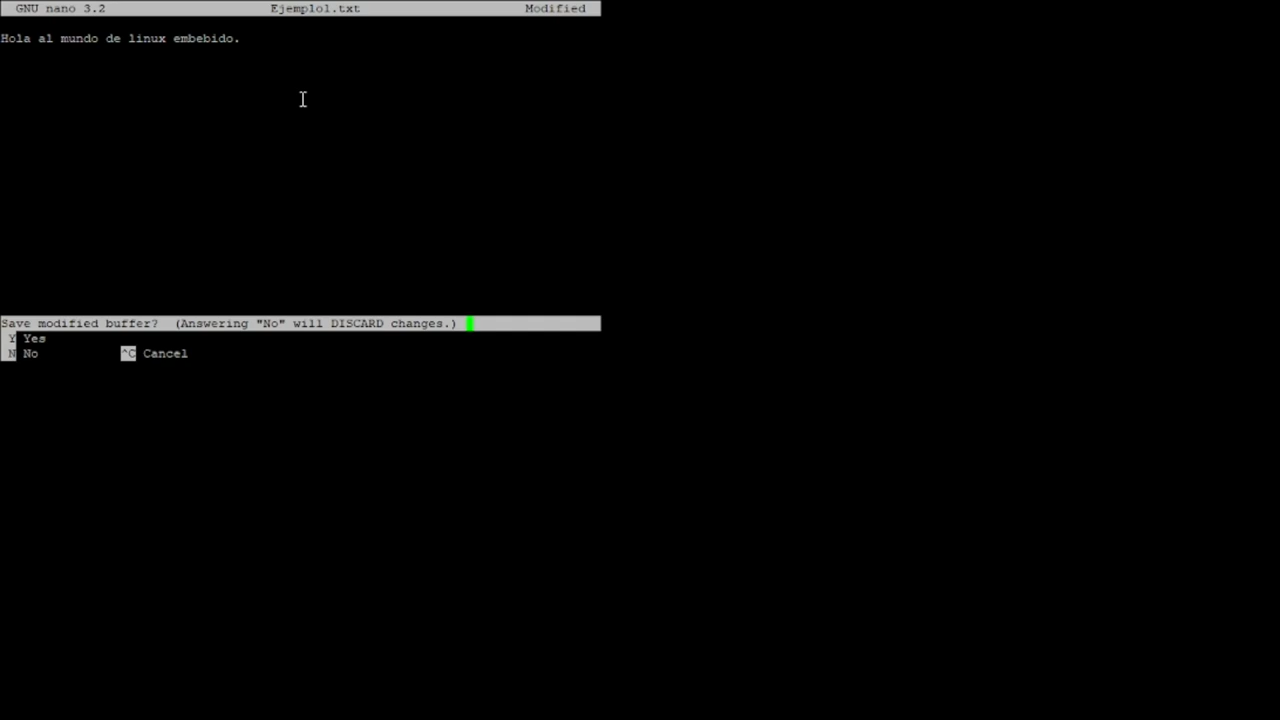 GNU nano 3.2 Ejemplo1.txt Modified
Hola al mundo de linux embebido.
Save modified buffer? (Answering "No" will DISCARD changes.)
Y Yes
N No ^C Cancel